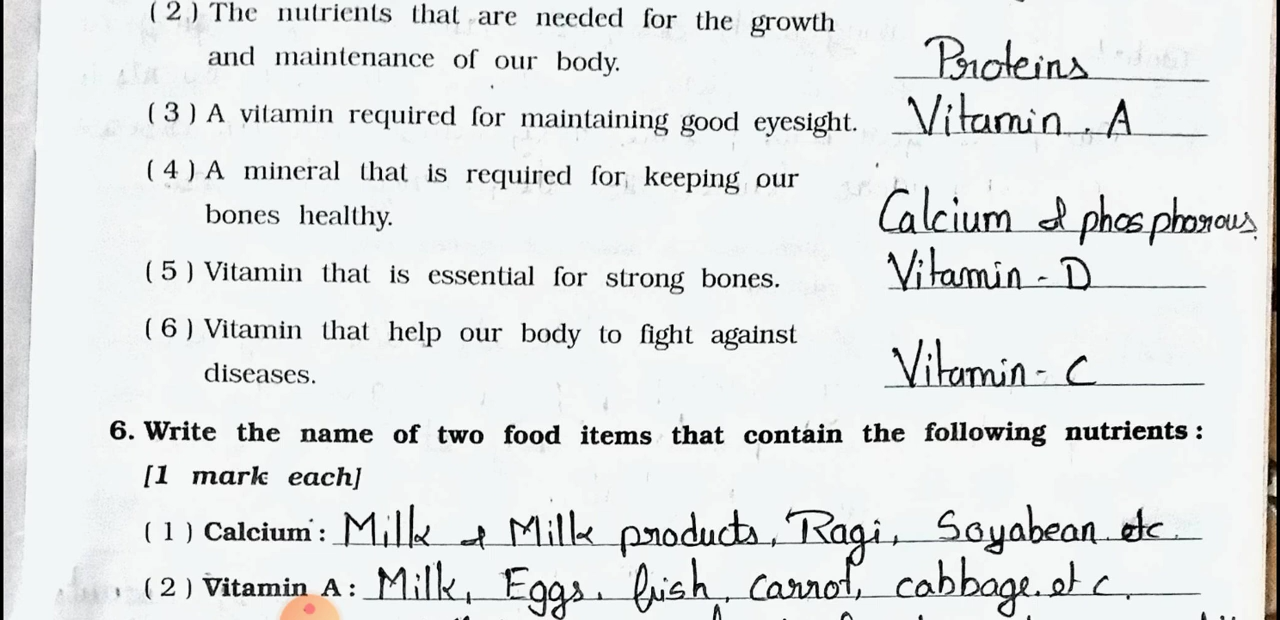 ( 2 ) The nutrients that are needed for the growth
and maintenance of our body. Proteins
( 3 ) A vitamin required for maintaining good eyesight. Vitamin. A
( 4 ) A mineral that is required for keeping our
bones healthy. Calcium & phosphorous.
( 5 ) Vitamin that is essential for strong bones. Vitamin - D
( 6 ) Vitamin that help our body to fight against
diseases. Vitamin - C
6. Write the name of two food items that contain the following nutrients :
[1 mark each]
( 1 ) Calcium : Milk & Milk products, Ragi, Soyabean etc.
( 2 ) Vitamin A : Milk, Eggs, fish, Carrot, cabbage. etc.